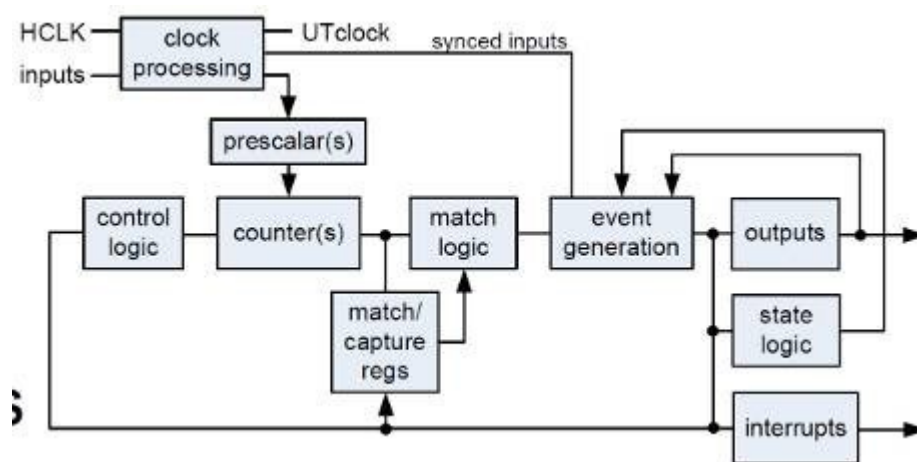 HCLK
clock
processing
UTclock
synced inputs
inputs
prescalar(s)
control
logic
counter(s)
match
logic
event
generation
outputs
match/
capture
regs
state
logic
interrupts
s